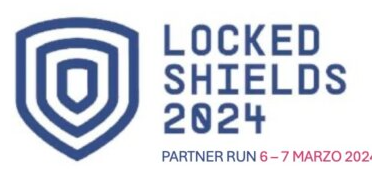 LOCKED
SHIELDS
2024
PARTNER RUN 6 – 7 MARZO 2024